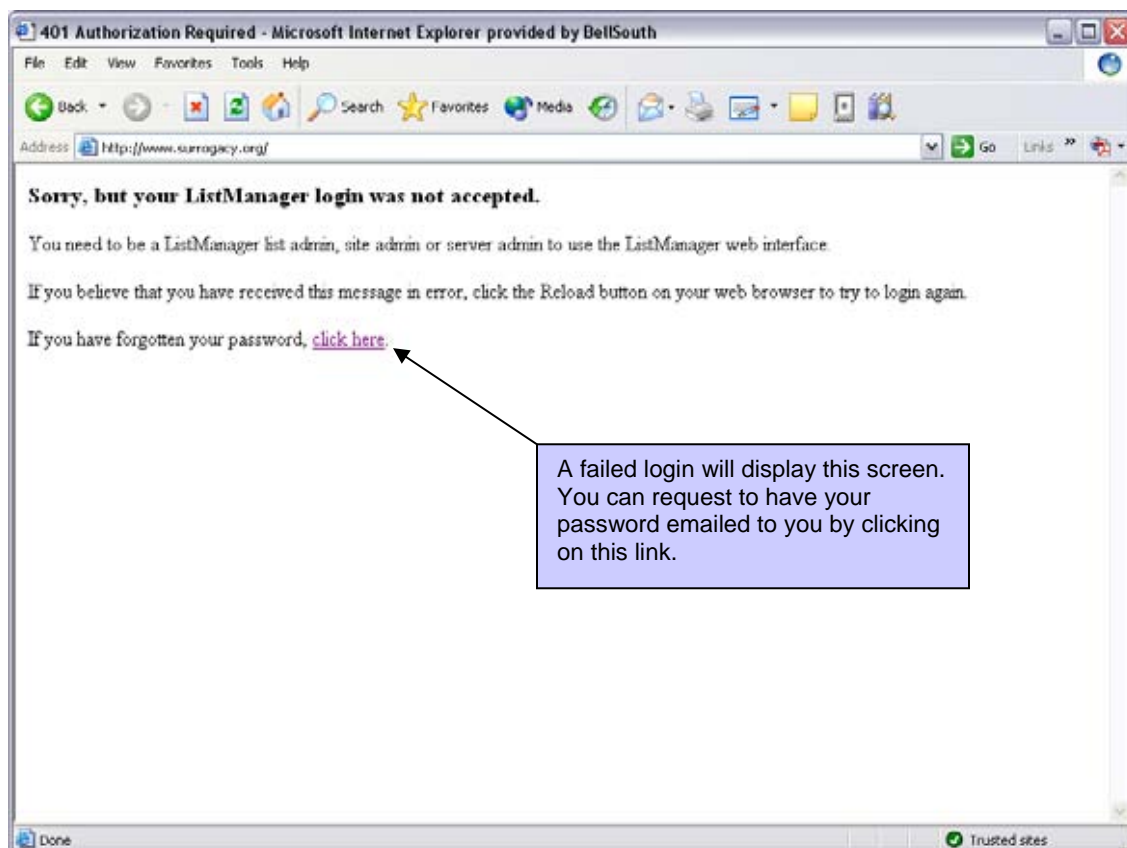 401 Authorization Required - Microsoft Internet Explorer provided by BellSouth
File Edit View Favorites Tools Help
Back Search Favorites Media
Address http://www.surrogacy.org/ Go Links »
Sorry, but your ListManager login was not accepted.
You need to be a ListManager list admin, site admin or server admin to use the ListManager web interface.
If you believe that you have received this message in error, click the Reload button on your web browser to try to login again.
If you have forgotten your password, click here.
A failed login will display this screen.
You can request to have your
password emailed to you by clicking
on this link.
Done Trusted sites